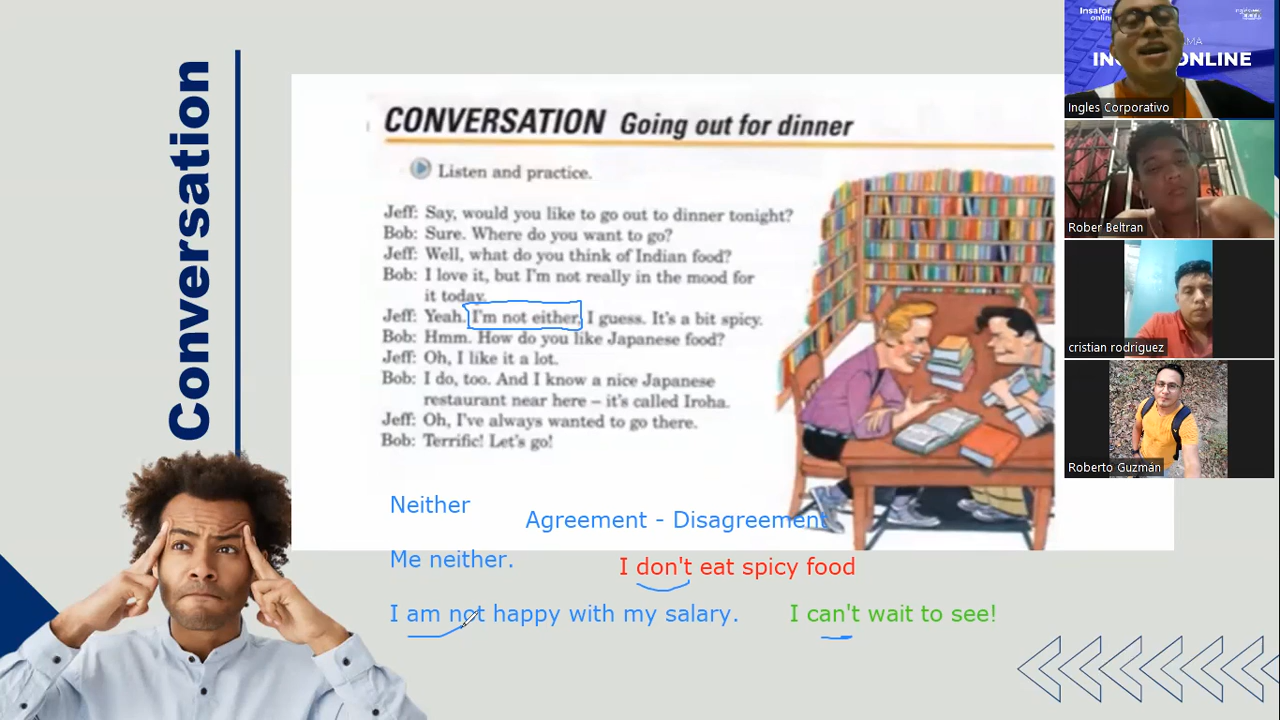 Conversation
CONVERSATION Going out for dinner
Listen and practice.
Jeff: Say, would you like to go out to dinner tonight?
Bob: Sure. Where do you want to go?
Jeff: Well, what do you think of Indian food?
Bob: I love it, but I'm not really in the mood for
it today.
Jeff: Yeah. I'm not either, I guess. It's a bit spicy.
Bob: Hmm. How do you like Japanese food?
Jeff: Oh, I like it a lot.
Bob: I do, too. And I know a nice Japanese
restaurant near here – it's called Iroha.
Jeff: Oh, I've always wanted to go there.
Bob: Terrific! Let's go!
Neither
Agreement - Disagreement
Me neither.
I don't eat spicy food
I am not happy with my salary.
I can't wait to see!
Insafor
online
MA
IN ONLINE
Ingles Corporativo
Rober Beltran
cristian rodriguez
Roberto Guzmán